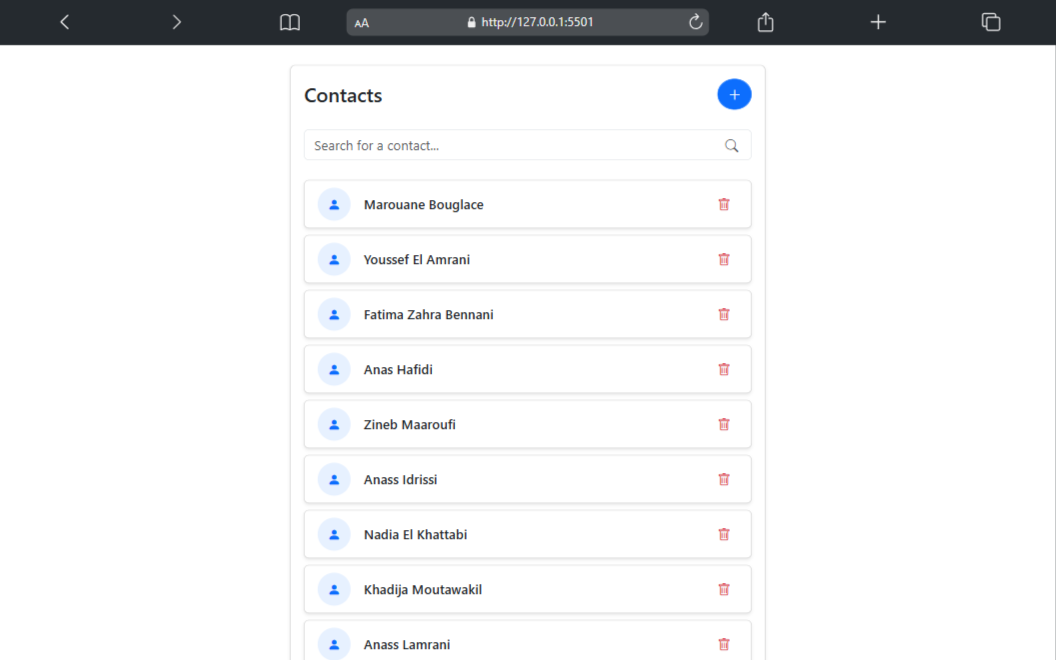 AA http://127.0.0.1:5501
Contacts
Search for a contact...
Marouane Bouglace
Youssef El Amrani
Fatima Zahra Bennani
Anas Hafidi
Zineb Maaroufi
Anass Idrissi
Nadia El Khattabi
Khadija Moutawakil
Anass Lamrani